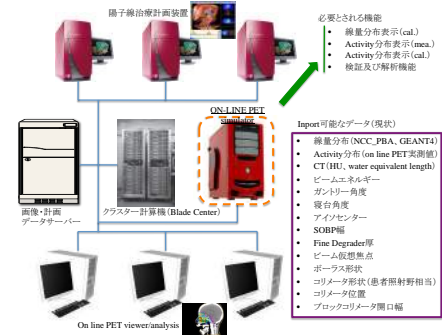 陽子線治療計画装置
必要とされる機能
• 線量分布表示(cal.)
• Activity分布表示(mea.)
• Activity分布表示(cal.)
• 検証及び解析機能
ON-LINE PET
simulator
画像・計画
データサーバー
クラスター計算機(Blade Center)
Inport可能なデータ(現状)
• 線量分布(NCC_PBA, GEANT4)
• Activity分布(on line PET実測値)
• CT(HU, water equivalent length)
• ビームエネルギー
• ガントリー角度
• 寝台角度
• アイソセンター
• SOBP幅
• Fine Degrader厚
• ビーム仮想焦点
• ボーラス形状
• コリメータ形状(患者照射野相当)
• コリメータ位置
• ブロックコリメータ開口幅
On line PET viewer/analysis